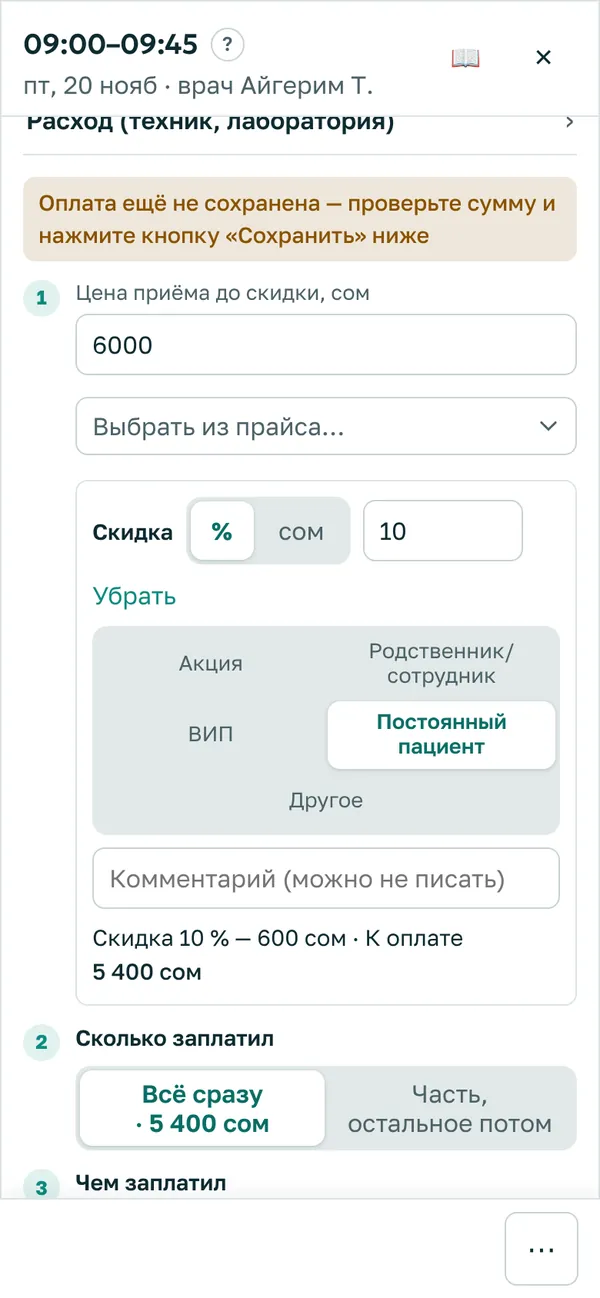 09:00–09:45 ?
пт, 20 нояб · врач Айгерим Т.
Расход (техник, лаборатория)
Оплата ещё не сохранена — проверьте сумму и
нажмите кнопку «Сохранить» ниже
1 Цена приёма до скидки, сом
6000
Выбрать из прайса...
Скидка % сом 10
Убрать
Акция
Родственник/
сотрудник
ВИП
Постоянный
пациент
Другое
Комментарий (можно не писать)
Скидка 10 % — 600 сом · К оплате
5 400 сом
2 Сколько заплатил
Всё сразу
· 5 400 сом
Часть,
остальное потом
3 Чем заплатил